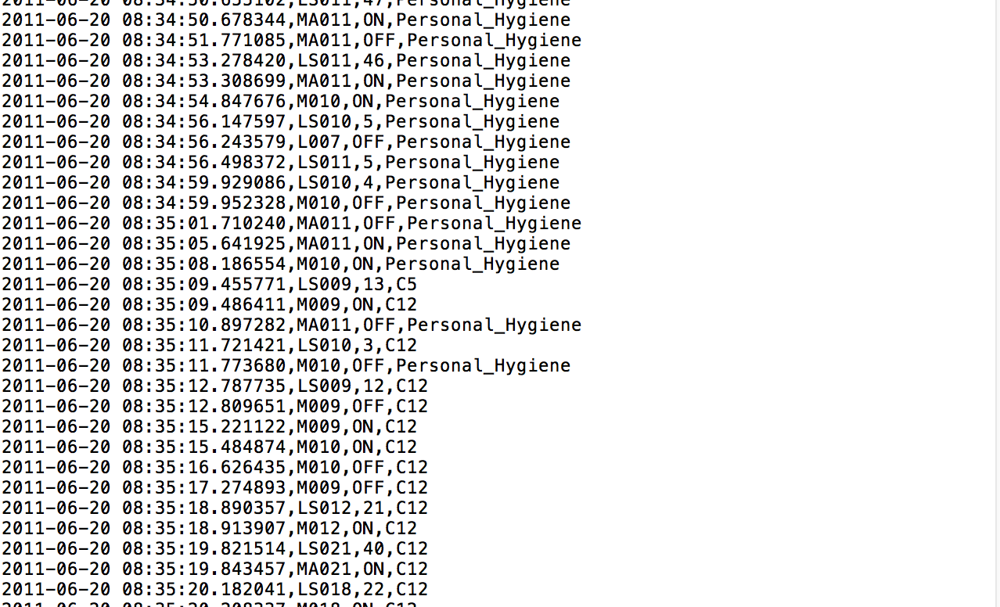 2011-06-20 08:34:50.655102,LS011,47,Personal_Hygiene
2011-06-20 08:34:50.678344,MA011,ON,Personal_Hygiene
2011-06-20 08:34:51.771085,MA011,OFF,Personal_Hygiene
2011-06-20 08:34:53.278420,LS011,46,Personal_Hygiene
2011-06-20 08:34:53.308699,MA011,ON,Personal_Hygiene
2011-06-20 08:34:54.847676,M010,ON,Personal_Hygiene
2011-06-20 08:34:56.147597,LS010,5,Personal_Hygiene
2011-06-20 08:34:56.243579,L007,OFF,Personal_Hygiene
2011-06-20 08:34:56.498372,LS011,5,Personal_Hygiene
2011-06-20 08:34:59.929086,LS010,4,Personal_Hygiene
2011-06-20 08:34:59.952328,M010,OFF,Personal_Hygiene
2011-06-20 08:35:01.710240,MA011,OFF,Personal_Hygiene
2011-06-20 08:35:05.641925,MA011,ON,Personal_Hygiene
2011-06-20 08:35:08.186554,M010,ON,Personal_Hygiene
2011-06-20 08:35:09.455771,LS009,13,C5
2011-06-20 08:35:09.486411,M009,ON,C12
2011-06-20 08:35:10.897282,MA011,OFF,Personal_Hygiene
2011-06-20 08:35:11.721421,LS010,3,C12
2011-06-20 08:35:11.773680,M010,OFF,Personal_Hygiene
2011-06-20 08:35:12.787735,LS009,12,C12
2011-06-20 08:35:12.809651,M009,OFF,C12
2011-06-20 08:35:15.221122,M009,ON,C12
2011-06-20 08:35:15.484874,M010,ON,C12
2011-06-20 08:35:16.626435,M010,OFF,C12
2011-06-20 08:35:17.274893,M009,OFF,C12
2011-06-20 08:35:18.890357,LS012,21,C12
2011-06-20 08:35:18.913907,M012,ON,C12
2011-06-20 08:35:19.821514,LS021,40,C12
2011-06-20 08:35:19.843457,MA021,ON,C12
2011-06-20 08:35:20.182041,LS018,22,C12